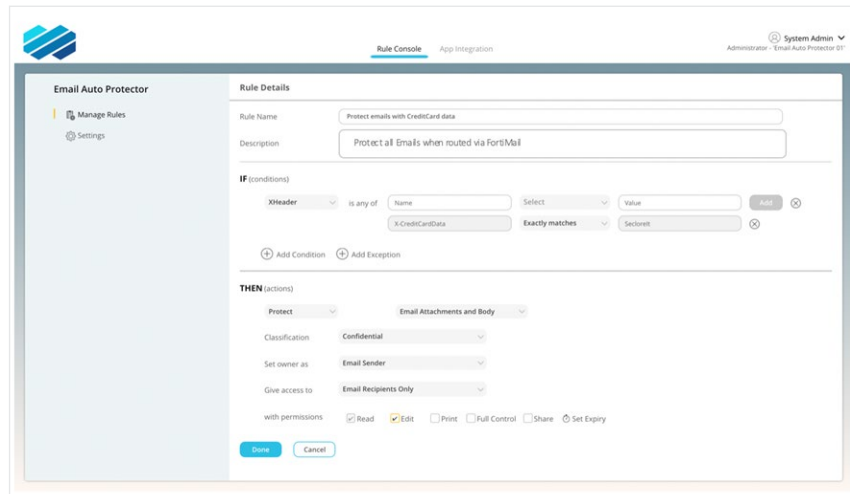 Rule Console App Integration
System Admin
Administrator - 'Email Auto Protector 01'
Email Auto Protector
Manage Rules
Settings
Rule Details
Rule Name Protect emails with CreditCard data
Description Protect all Emails when routed via FortiMail
IF (conditions)
XHeader is any of Name Select Value Add
X-CreditCardData Exactly matches SecloreIt
Add Condition Add Exception
THEN (actions)
Protect Email Attachments and Body
Classification Confidential
Set owner as Email Sender
Give access to Email Recipients Only
with permissions Read Edit Print Full Control Share Set Expiry
Done Cancel